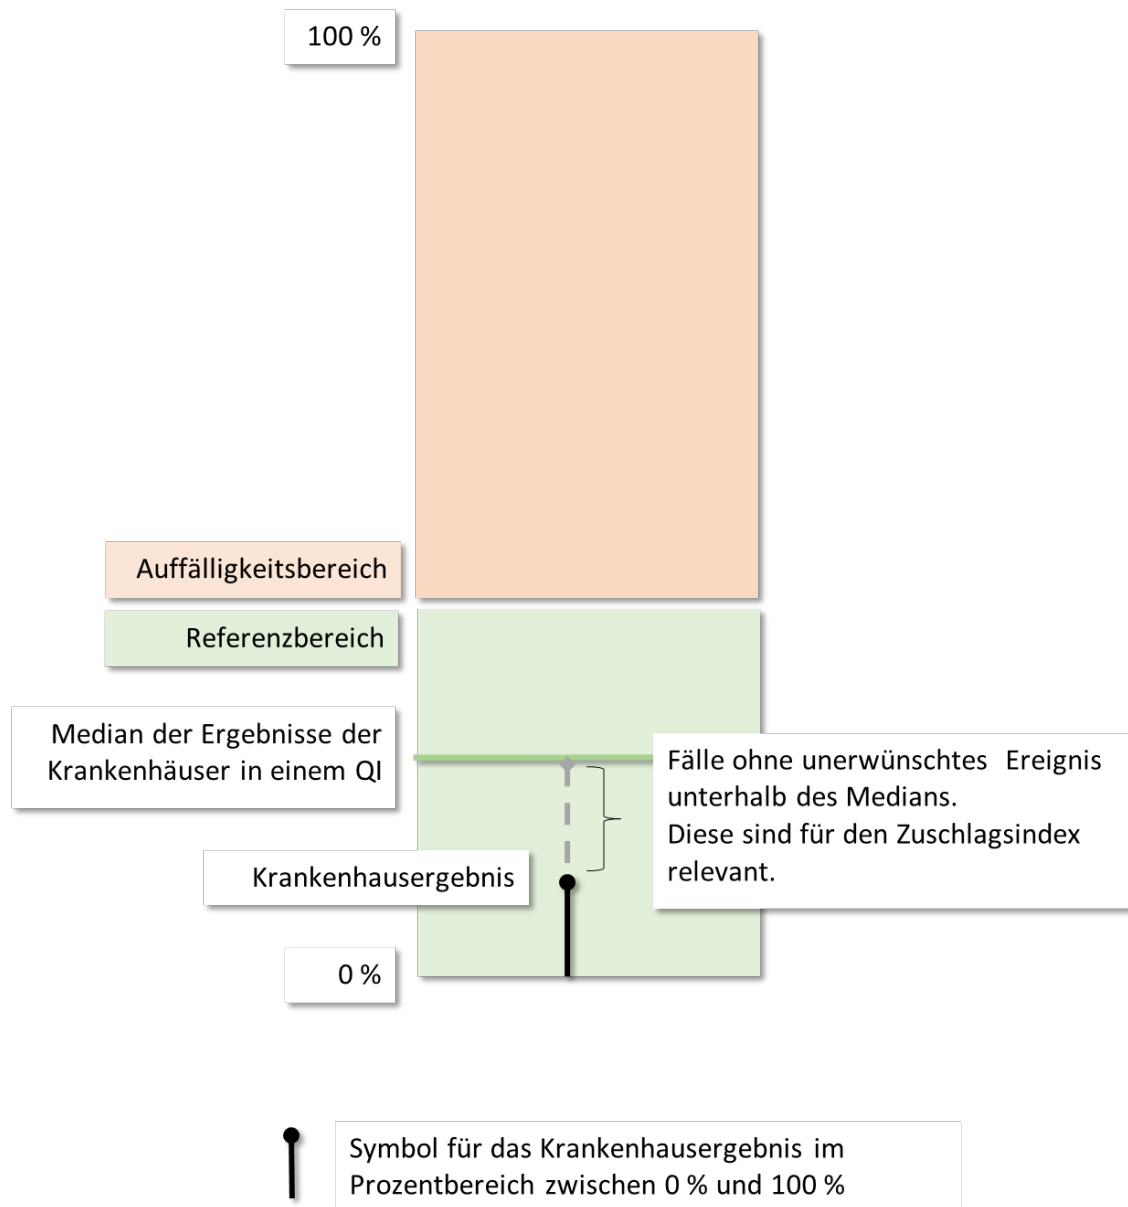 100 %
Auffälligkeitsbereich
Referenzbereich
Median der Ergebnisse der
Krankenhäuser in einem QI
Fälle ohne unerwünschtes Ereignis
unterhalb des Medians.
Diese sind für den Zuschlagsindex
relevant.
Krankenhausergebnis
0 %
Symbol für das Krankenhausergebnis im
Prozentbereich zwischen 0 % und 100 %